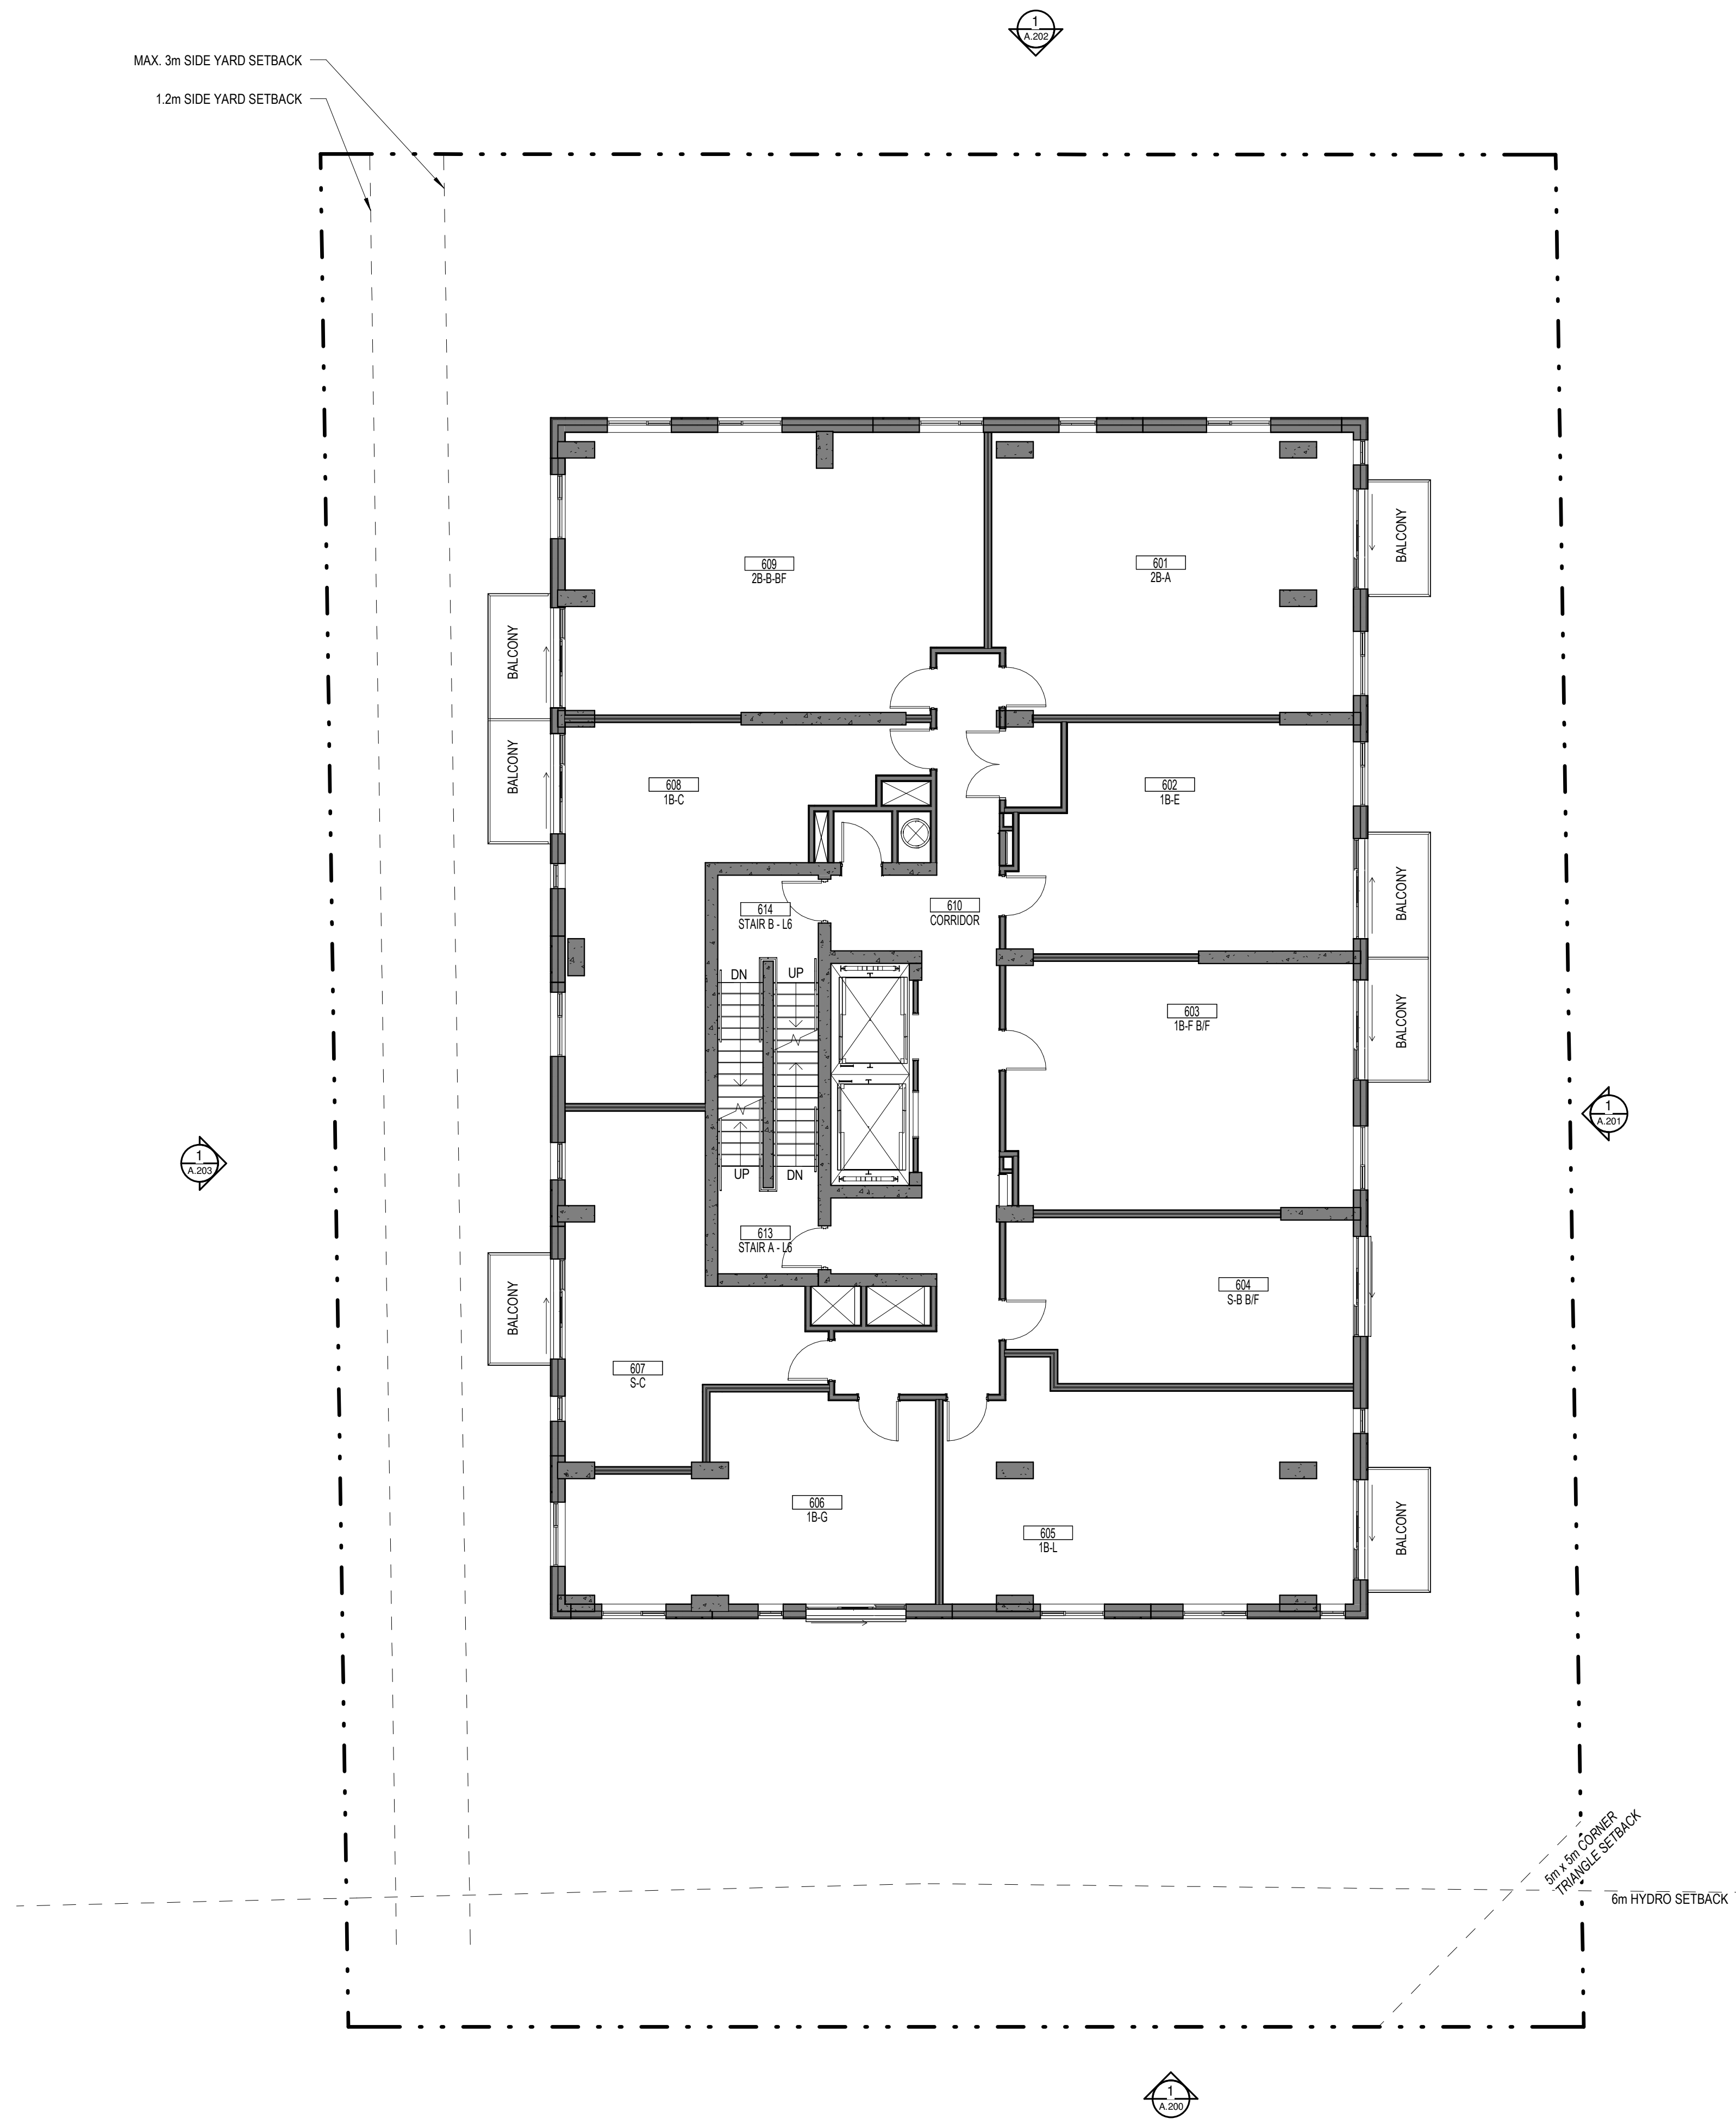 1
A.202
MAX. 3m SIDE YARD SETBACK
1.2m SIDE YARD SETBACK
BALCONY
609
2B-B-BF
601
2B-A
BALCONY
BALCONY
608
1B-C
602
1B-E
614
STAIR B - L6
610
CORRIDOR
BALCONY
DN
UP
603
1B-F B/F
BALCONY
1
A.201
1
A.203
UP
DN
613
STAIR A - L6
604
S-B B/F
BALCONY
607
S-C
606
1B-G
605
1B-L
BALCONY
5m x 5m CORNER
TRIANGLE SETBACK
6m HYDRO SETBACK
1
A.200